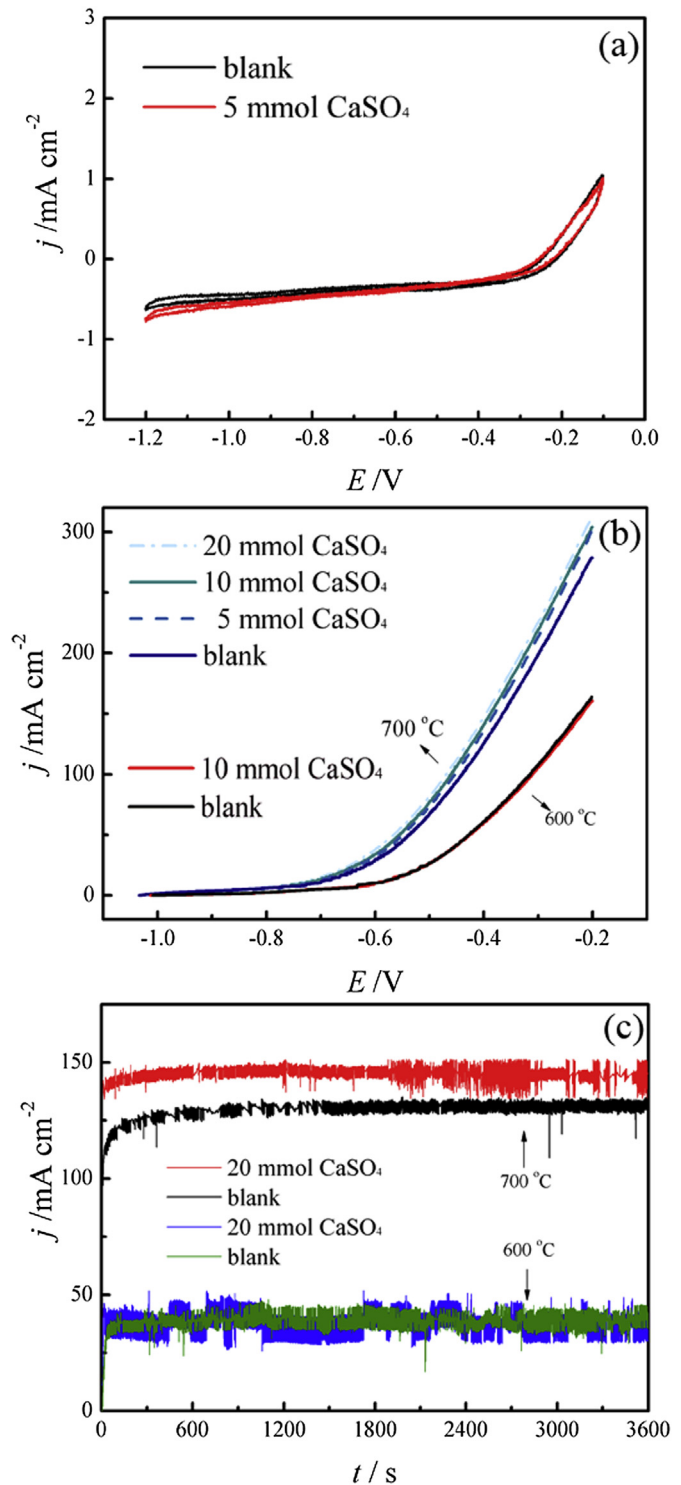 (a)
blank
5 mmol CaSO₄
3
2
1
0
-1
-2
j /mA cm⁻²
-1.2 -1.0 -0.8 -0.6 -0.4 -0.2 0.0
E /V
(b)
20 mmol CaSO₄
10 mmol CaSO₄
5 mmol CaSO₄
blank
700 °C
10 mmol CaSO₄
blank
600 °C
300
200
100
0
j /mA cm⁻²
-1.0 -0.8 -0.6 -0.4 -0.2
E /V
(c)
20 mmol CaSO₄
blank
20 mmol CaSO₄
blank
700 °C
600 °C
150
100
50
0
j /mA cm⁻²
0 600 1200 1800 2400 3000 3600
t / s